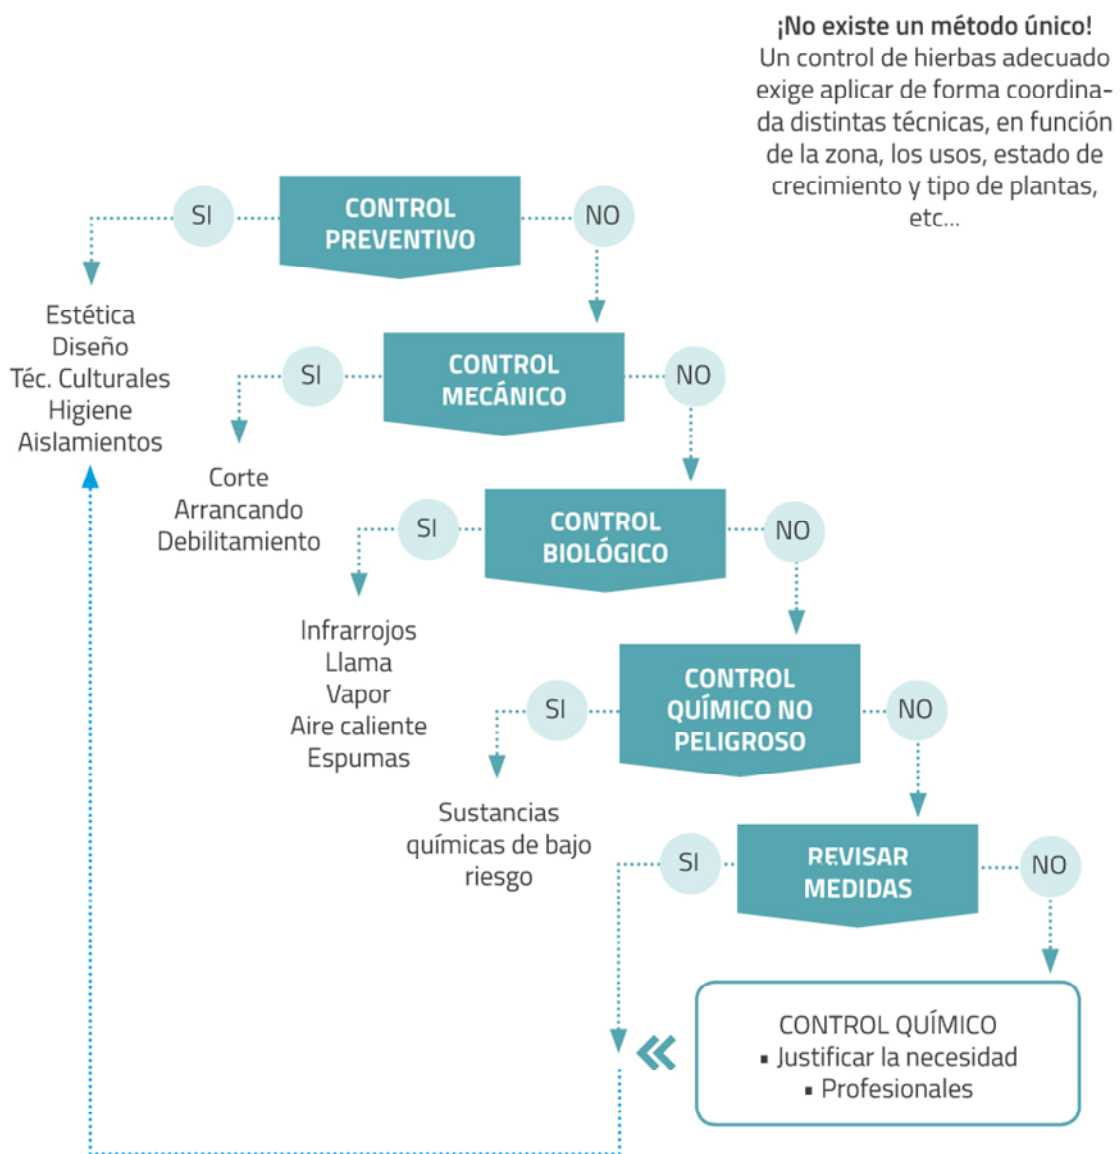 ¡No existe un método único!
Un control de hierbas adecuado
exige aplicar de forma coordina-
da distintas técnicas, en función
de la zona, los usos, estado de
crecimiento y tipo de plantas,
etc...
SI
CONTROL
PREVENTIVO
NO
Estética
Diseño
Téc. Culturales
Higiene
Aislamientos
SI
CONTROL
MECÁNICO
NO
Corte
Arrancando
Debilitamiento
SI
CONTROL
BIOLÓGICO
NO
Infrarrojos
Llama
Vapor
Aire caliente
Espumas
SI
CONTROL
QUÍMICO NO
PELIGROSO
NO
Sustancias
químicas de bajo
riesgo
SI
REVISAR
MEDIDAS
NO
CONTROL QUÍMICO
▪ Justificar la necesidad
▪ Profesionales